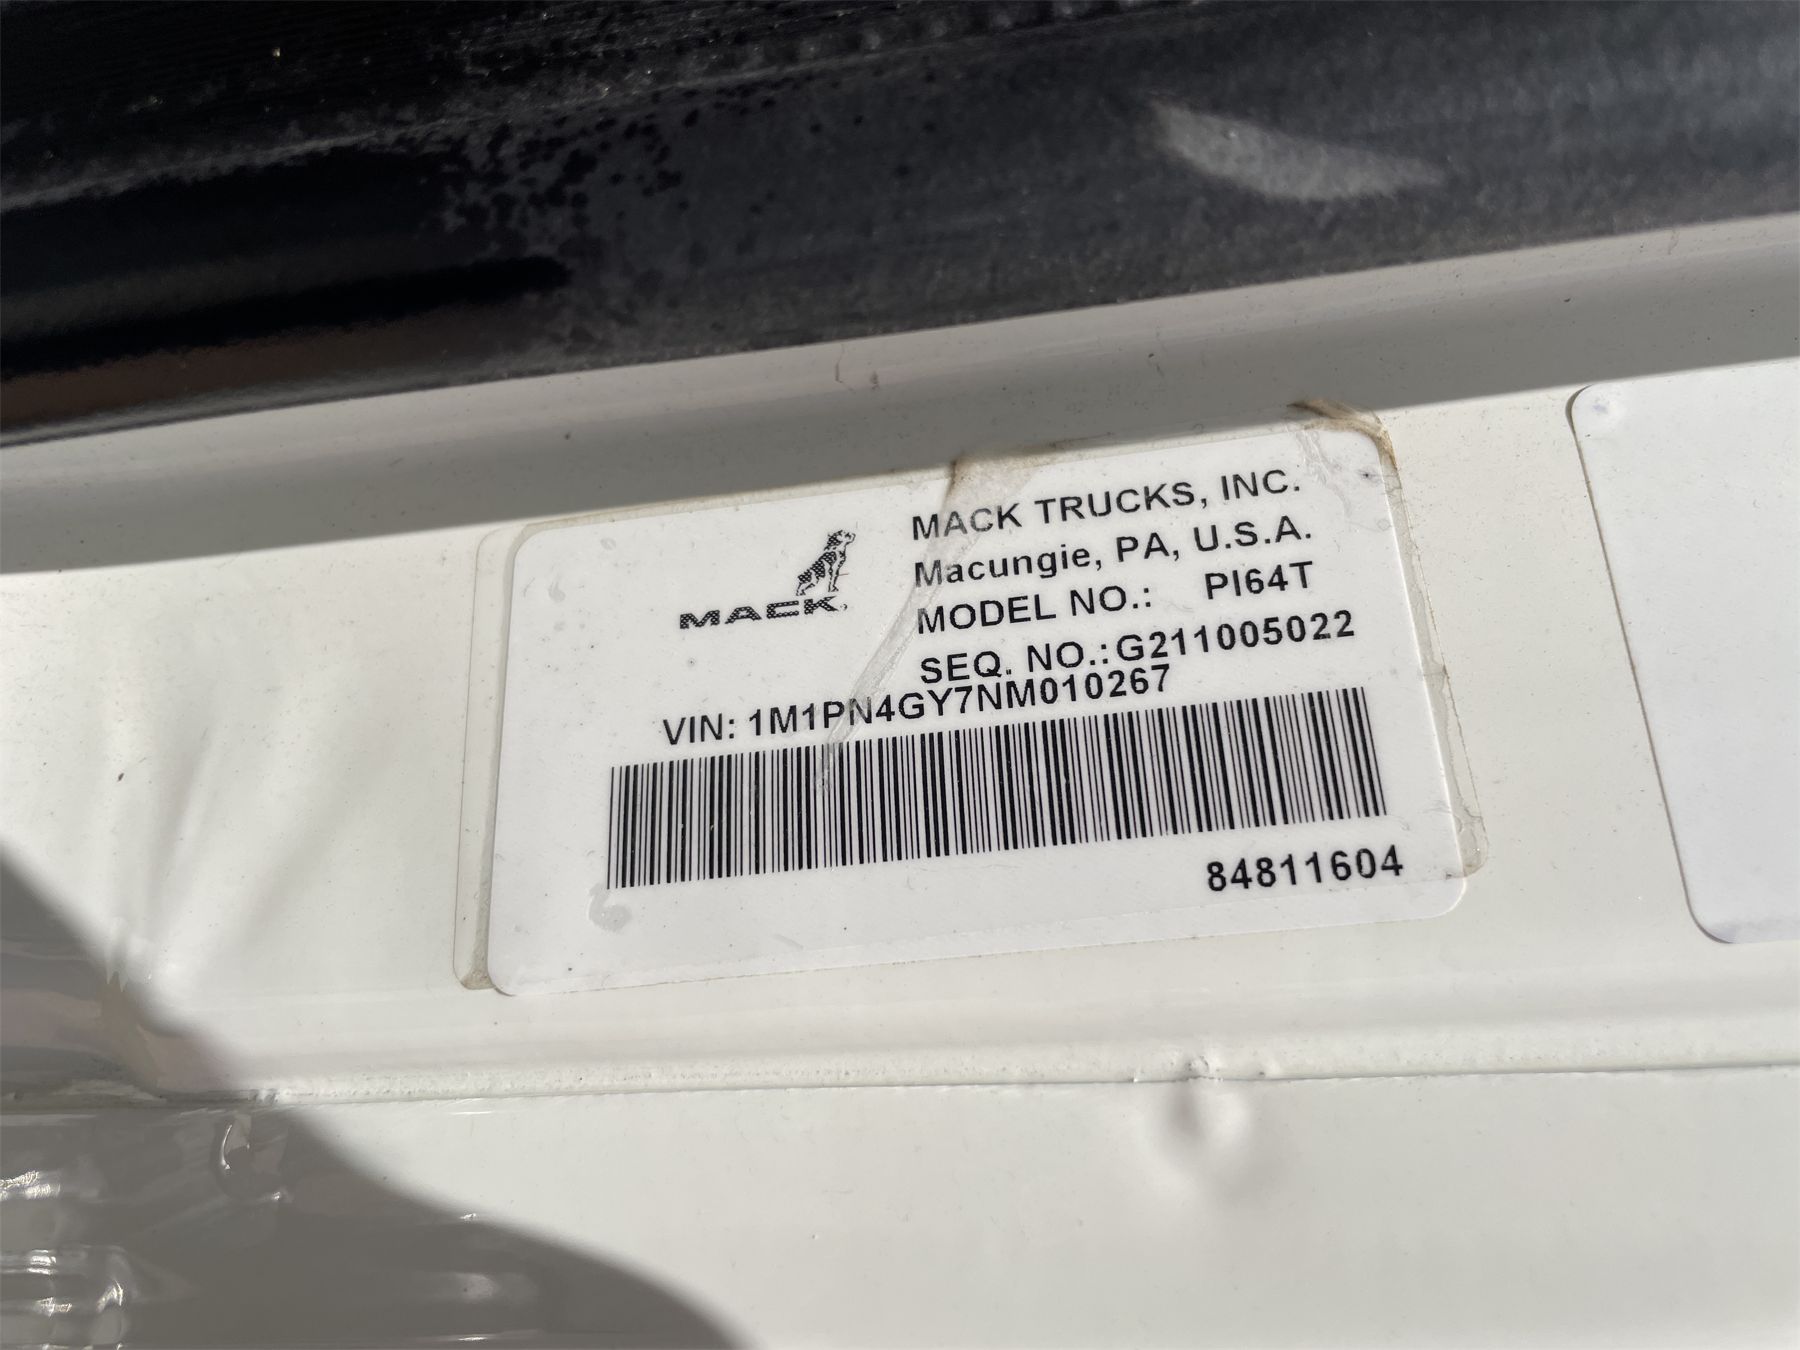 MACK
MACK TRUCKS, INC.
Macungie, PA, U.S.A.
MODEL NO.: PI64T
SEQ. NO.:G211005022
VIN: 1M1PN4GY7NM010267
84811604